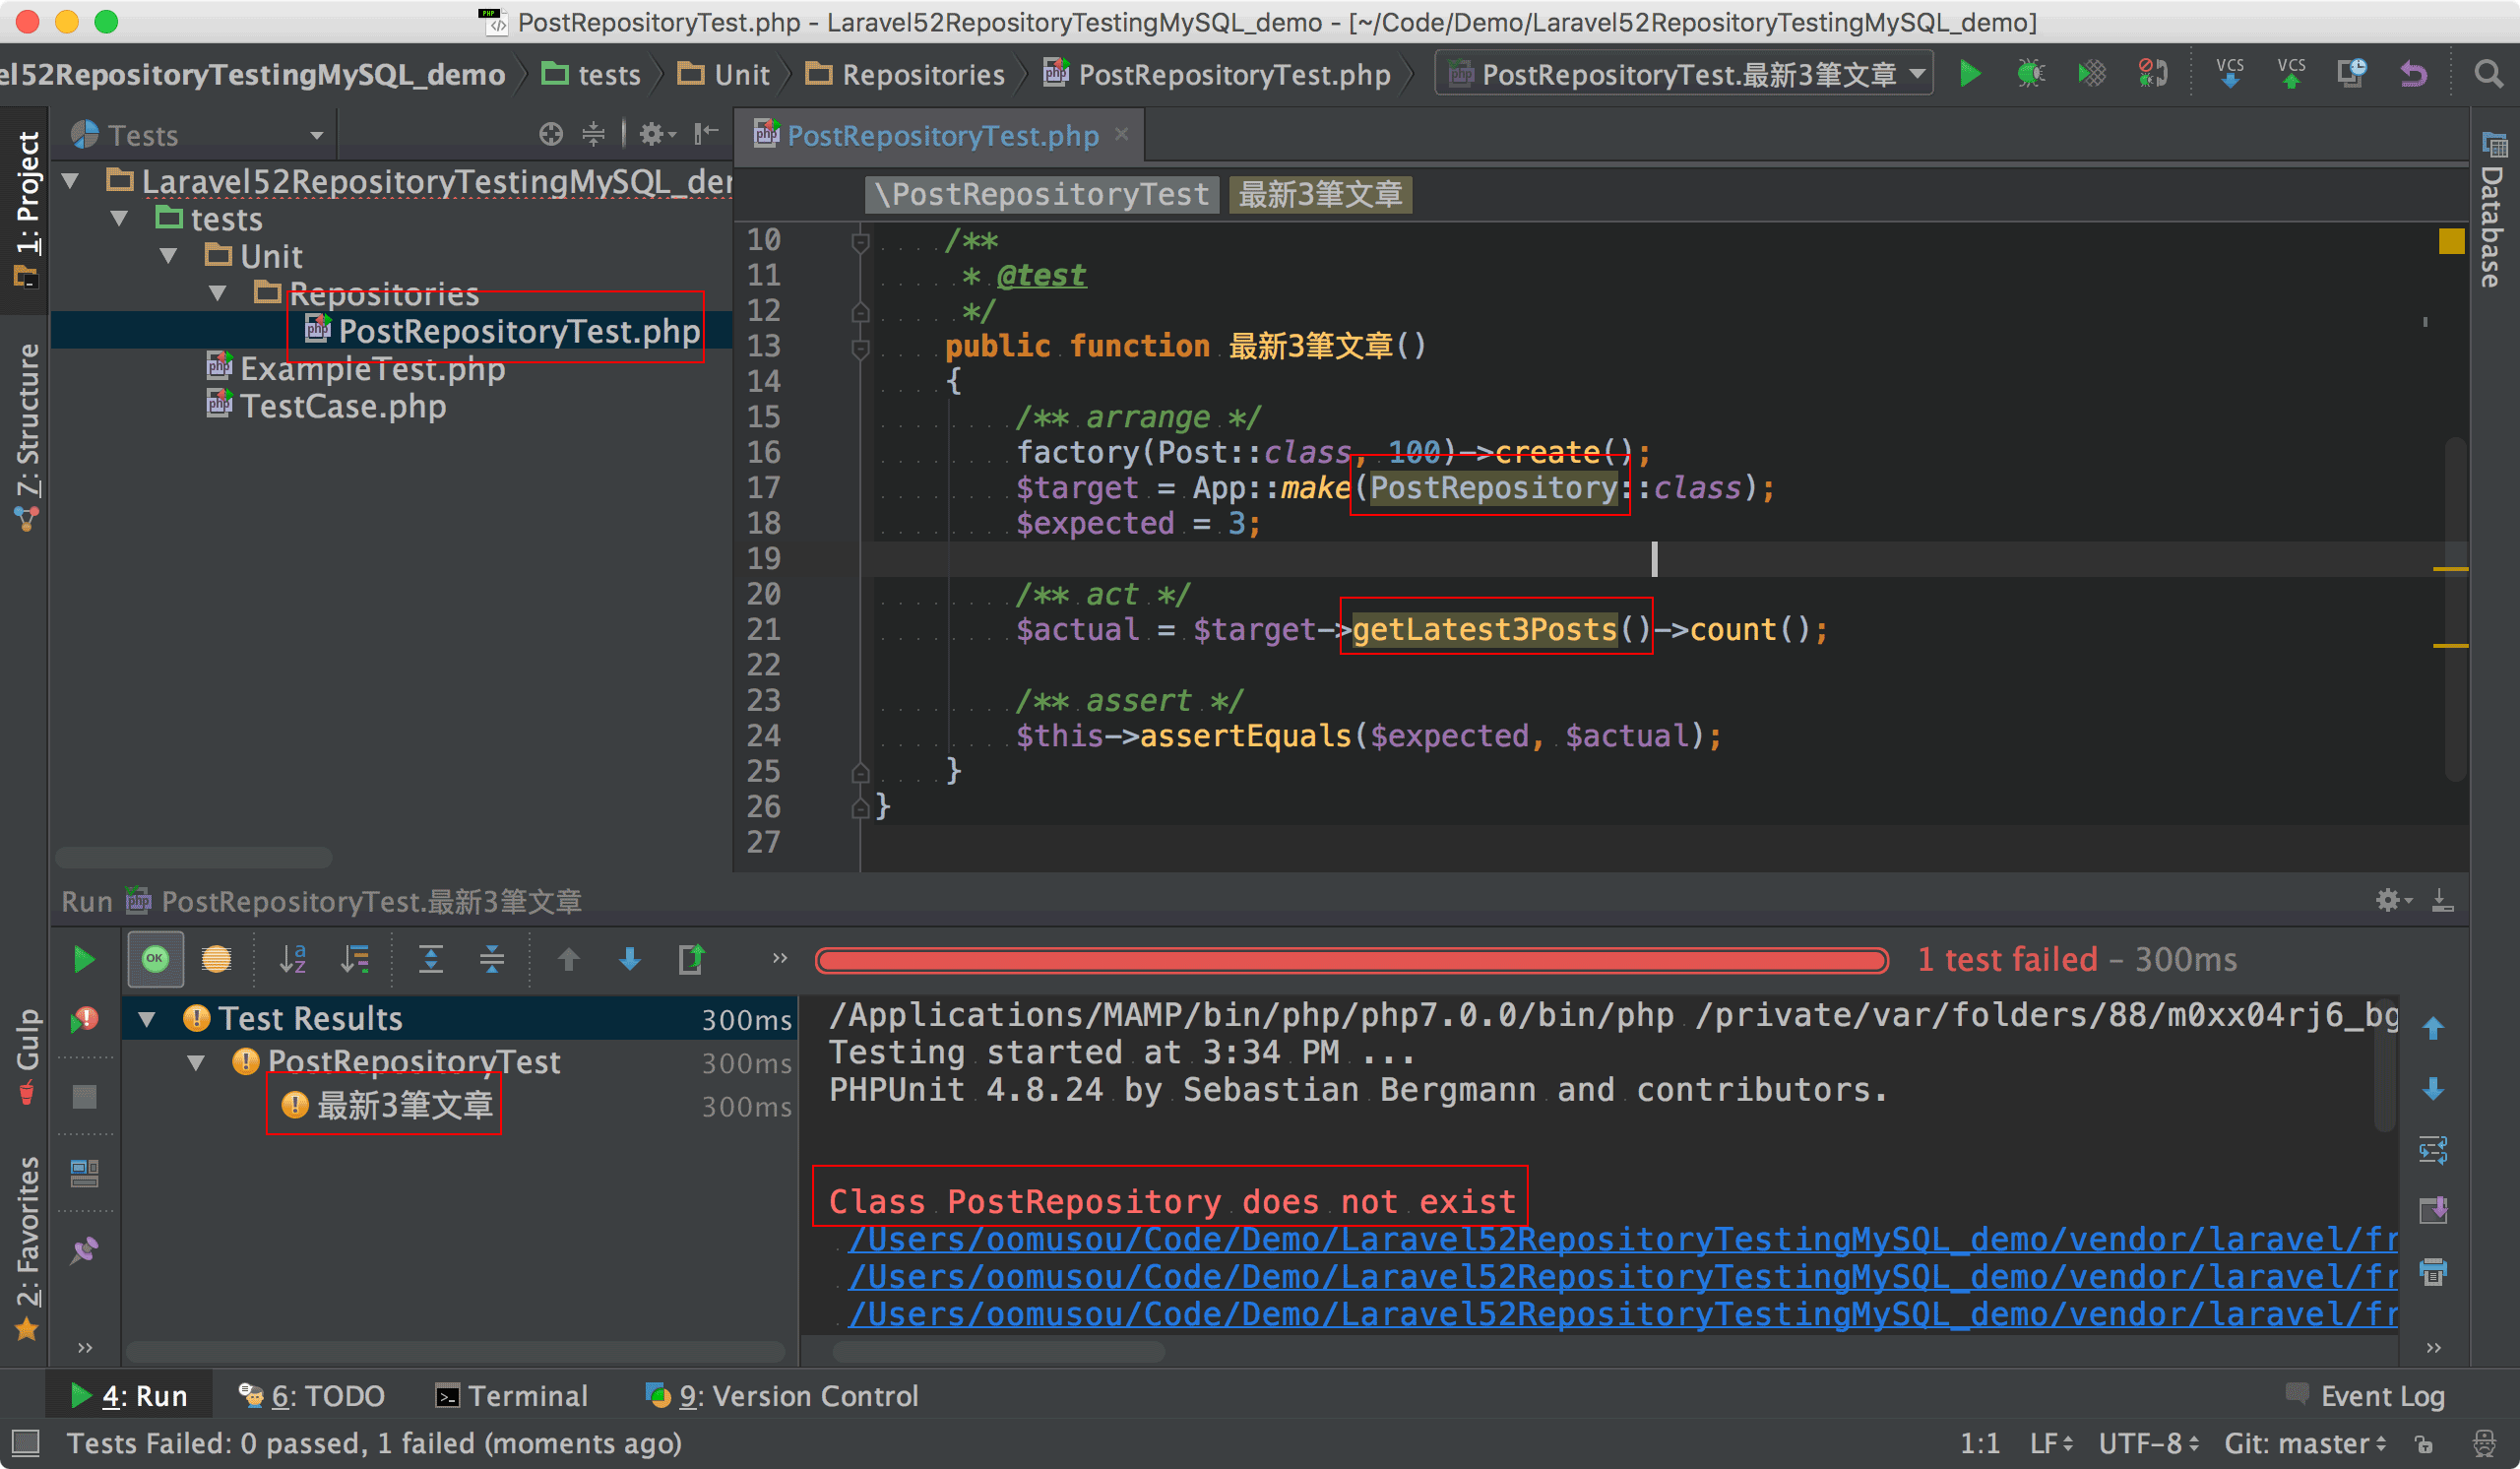 PostRepositoryTest.php - Laravel52RepositoryTestingMySQL_demo - [~/Code/Demo/Laravel52RepositoryTestingMySQL_demo]
el52RepositoryTestingMySQL_demo tests Unit Repositories PostRepositoryTest.php PostRepositoryTest.最新3筆文章 VCS VCS
1: Project
7: Structure
Gulp
2: Favorites
Database
Tests
Laravel52RepositoryTestingMySQL_der
tests
Unit
Repositories
PostRepositoryTest.php
ExampleTest.php
TestCase.php
PostRepositoryTest.php
\PostRepositoryTest 最新3筆文章
10 /**
11 * @test
12 */
13 public function 最新3筆文章()
14 {
15 /** arrange */
16 factory(Post::class, 100)->create();
17 $target = App::make(PostRepository::class);
18 $expected = 3;
19
20 /** act */
21 $actual = $target->getLatest3Posts()->count();
22
23 /** assert */
24 $this->assertEquals($expected, $actual);
25 }
26 }
27
Run PostRepositoryTest.最新3筆文章
1 test failed – 300ms
Test Results 300ms
PostRepositoryTest 300ms
最新3筆文章 300ms
/Applications/MAMP/bin/php/php7.0.0/bin/php /private/var/folders/88/m0xx04rj6_bg
Testing started at 3:34 PM ...
PHPUnit 4.8.24 by Sebastian Bergmann and contributors.
Class PostRepository does not exist
/Users/oomusou/Code/Demo/Laravel52RepositoryTestingMySQL_demo/vendor/laravel/fr
/Users/oomusou/Code/Demo/Laravel52RepositoryTestingMySQL_demo/vendor/laravel/fr
/Users/oomusou/Code/Demo/Laravel52RepositoryTestingMySQL_demo/vendor/laravel/fr
4: Run 6: TODO Terminal 9: Version Control Event Log
Tests Failed: 0 passed, 1 failed (moments ago) 1:1 LF UTF-8 Git: master